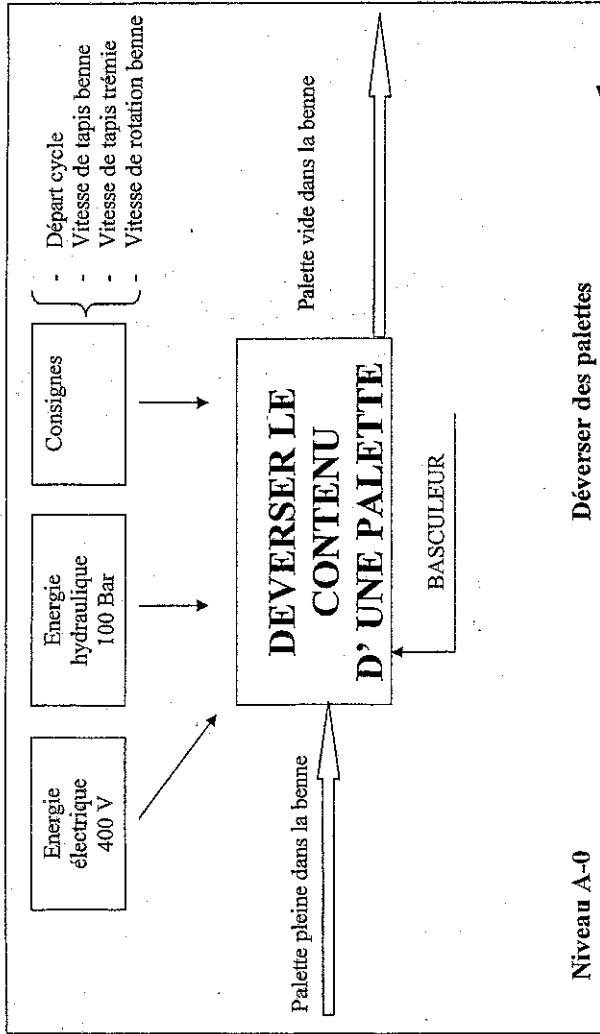 Energie
électrique
400 V
Energie
hydraulique
100 Bar
Consignes
- Départ cycle
- Vitesse de tapis benne
- Vitesse de tapis trémie
- Vitesse de rotation benne
Palette pleine dans la benne
DEVERSER LE
CONTENU
D' UNE PALETTE
Palette vide dans la benne
BASCULEUR
Niveau A-0
Déverser des palettes